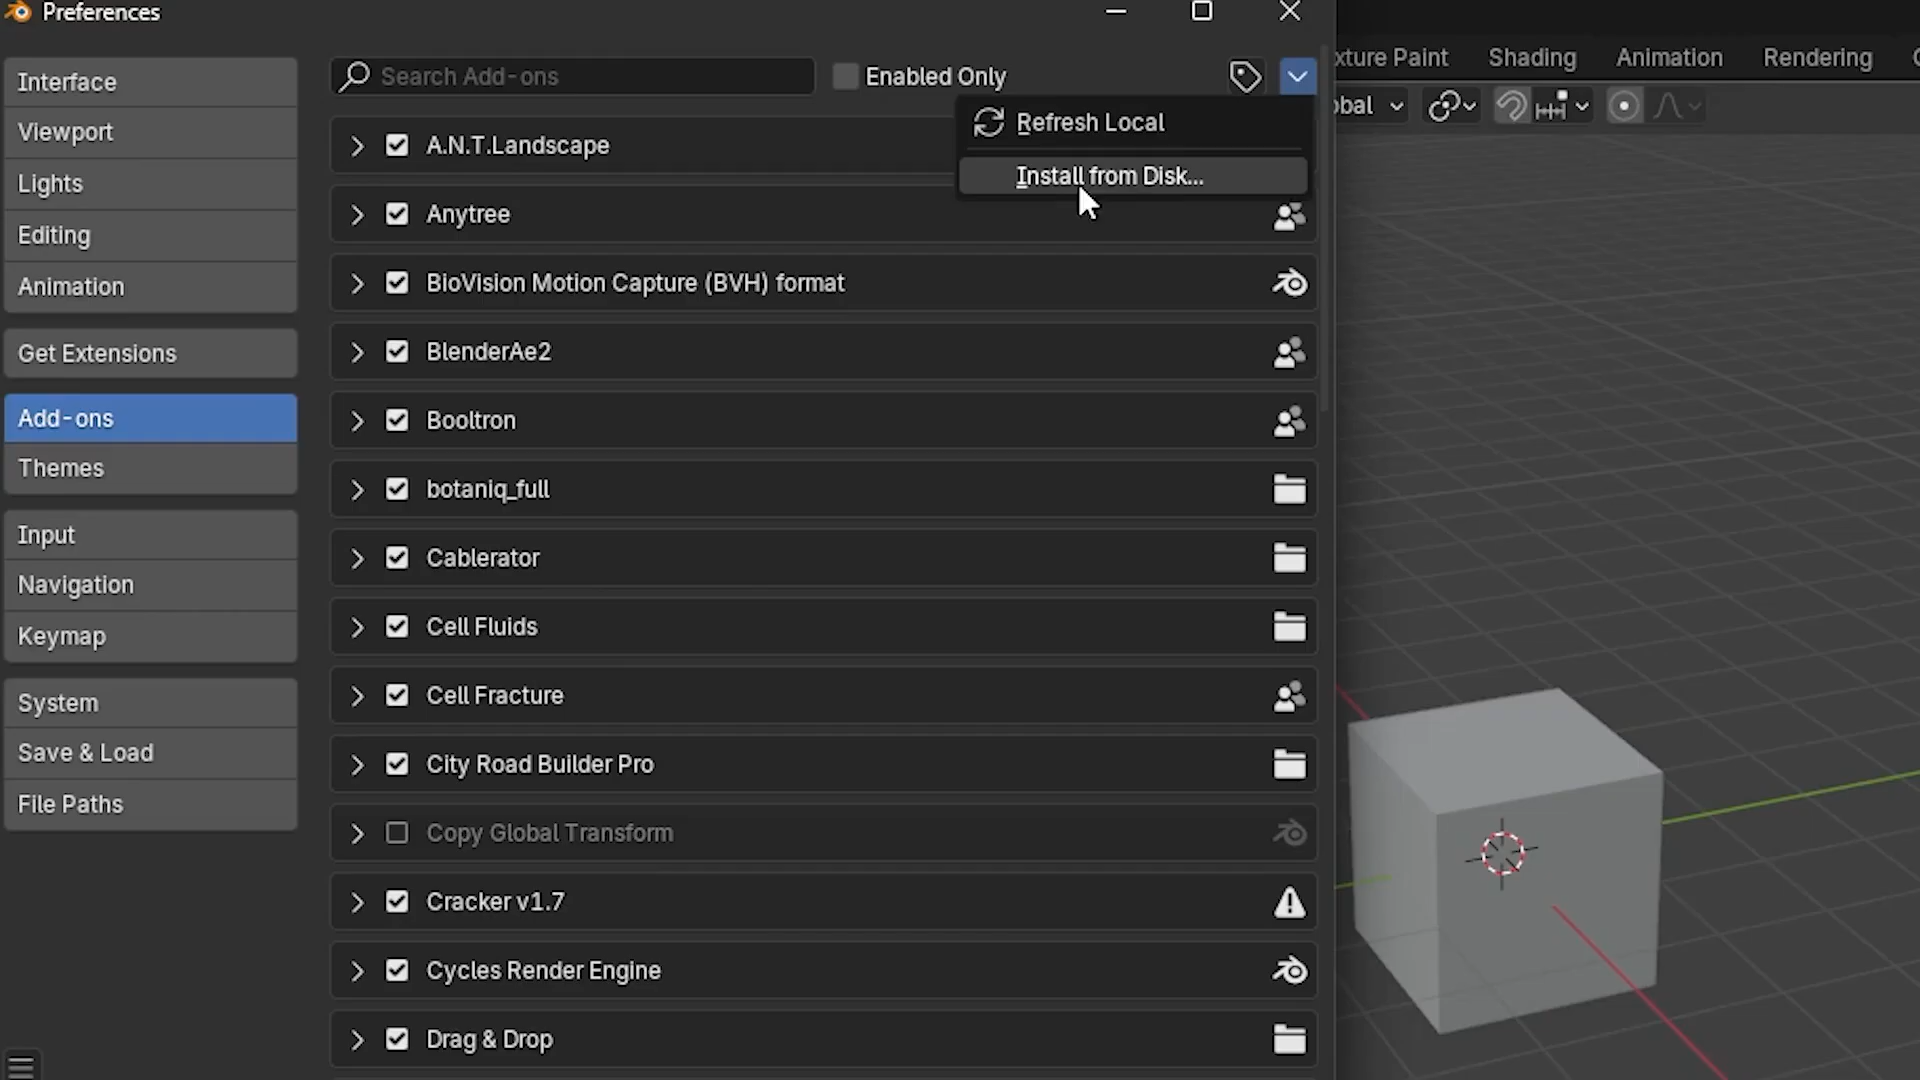 Preferences
Interface
Viewport
Lights
Editing
Animation
Get Extensions
Add-ons
Themes
Input
Navigation
Keymap
System
Save & Load
File Paths
Search Add-ons
Enabled Only
Refresh Local
Install from Disk...
A.N.T.Landscape
Anytree
BioVision Motion Capture (BVH) format
BlenderAe2
Booltron
botaniq_full
Cablerator
Cell Fluids
Cell Fracture
City Road Builder Pro
Copy Global Transform
Cracker v1.7
Cycles Render Engine
Drag & Drop
xture Paint Shading Animation Rendering
obal